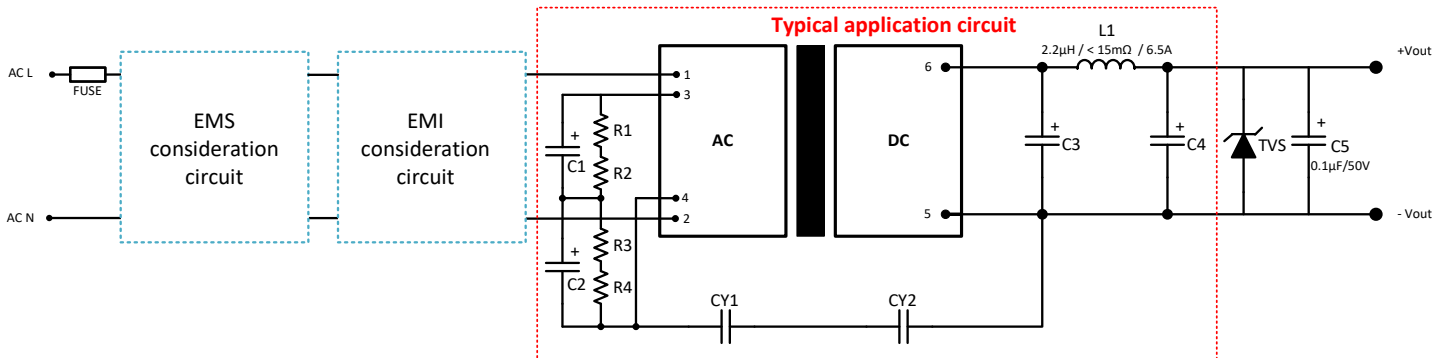 Typical application circuit
L1
2.2µH / < 15mΩ / 6.5A
+Vout
AC L
FUSE
EMS
consideration
circuit
EMI
consideration
circuit
1
3
4
2
AC
DC
6
5
+
C1
R1
R2
+
C2
R3
R4
CY1
CY2
+
C3
+
C4
TVS
+
C5
0.1µF/50V
AC N
- Vout